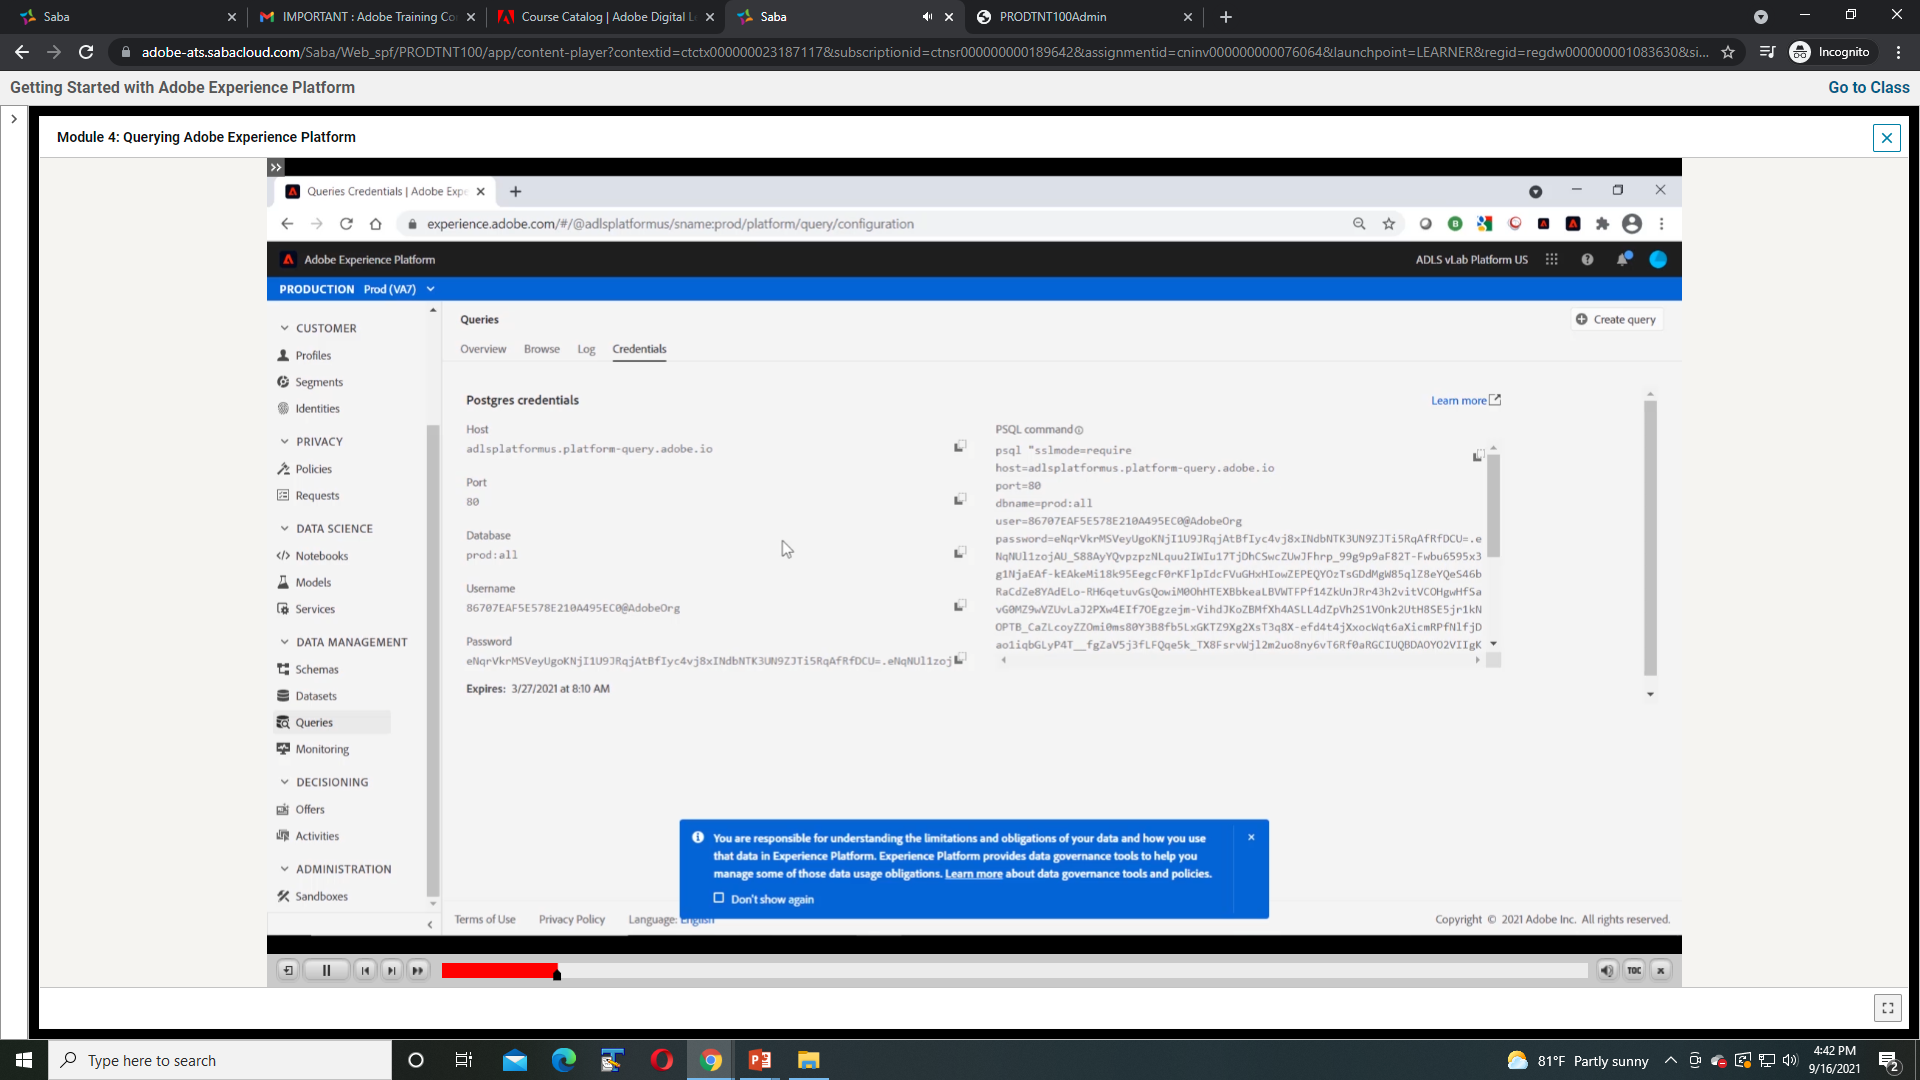 Saba
IMPORTANT : Adobe Training Co
Course Catalog | Adobe Digital L
Saba
PRODTNT100Admin
adobe-ats.sabacloud.com/Saba/Web_spf/PRODTNT100/app/content-player?contextid=ctctx000000023187117&subscriptionid=ctnsr000000000189642&assignmentid=cninv000000000076064&launchpoint=LEARNER&regid=regdw000000001083630&si...
Incognito
Getting Started with Adobe Experience Platform
Go to Class
Module 4: Querying Adobe Experience Platform
Queries Credentials | Adobe Expe
experience.adobe.com/#/@adlsplatformus/sname:prod/platform/query/configuration
Adobe Experience Platform
ADLS vLab Platform US
PRODUCTION Prod (VA7)
CUSTOMER
Profiles
Segments
Identities
PRIVACY
Policies
Requests
DATA SCIENCE
Notebooks
Models
Services
DATA MANAGEMENT
Schemas
Datasets
Queries
Monitoring
DECISIONING
Offers
Activities
ADMINISTRATION
Sandboxes
Queries
Create query
Overview Browse Log Credentials
Postgres credentials
Learn more
Host
adlsplatformus.platform-query.adobe.io
Port
80
Database
prod:all
Username
86707EAF5E578E210A495EC0@AdobeOrg
Password
Expires: 3/27/2021 at 8:10 AM
PSQL command
psql "sslmode=require
host=adlsplatformus.platform-query.adobe.io
port=80
dbname=prod:all
user=86707EAF5E578E210A495EC0@AdobeOrg
You are responsible for understanding the limitations and obligations of your data and how you use
that data in Experience Platform. Experience Platform provides data governance tools to help you
manage some of those data usage obligations. Learn more about data governance tools and policies.
Don't show again
Terms of Use Privacy Policy Language: English
Copyright © 2021 Adobe Inc. All rights reserved.
TOC
Type here to search
81°F Partly sunny
4:42 PM
9/16/2021
2